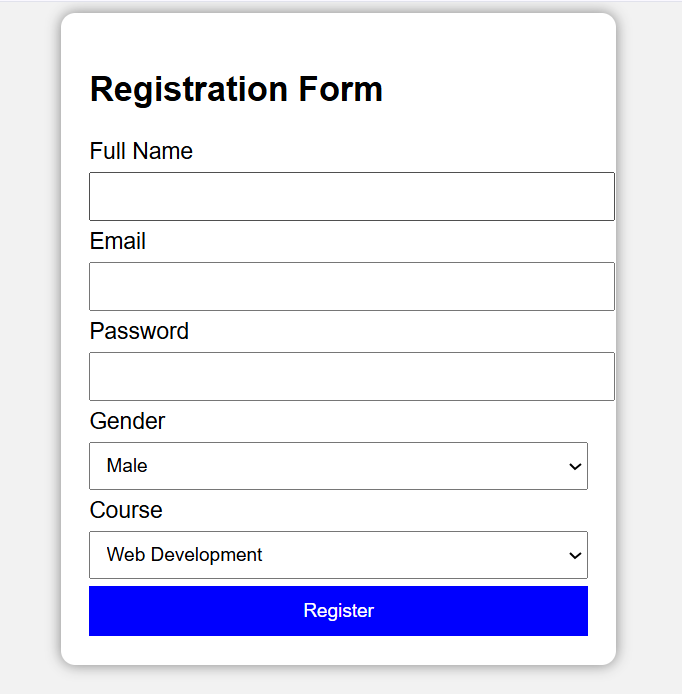 Registration Form
Full Name
Email
Password
Gender
Male
Course
Web Development
Register